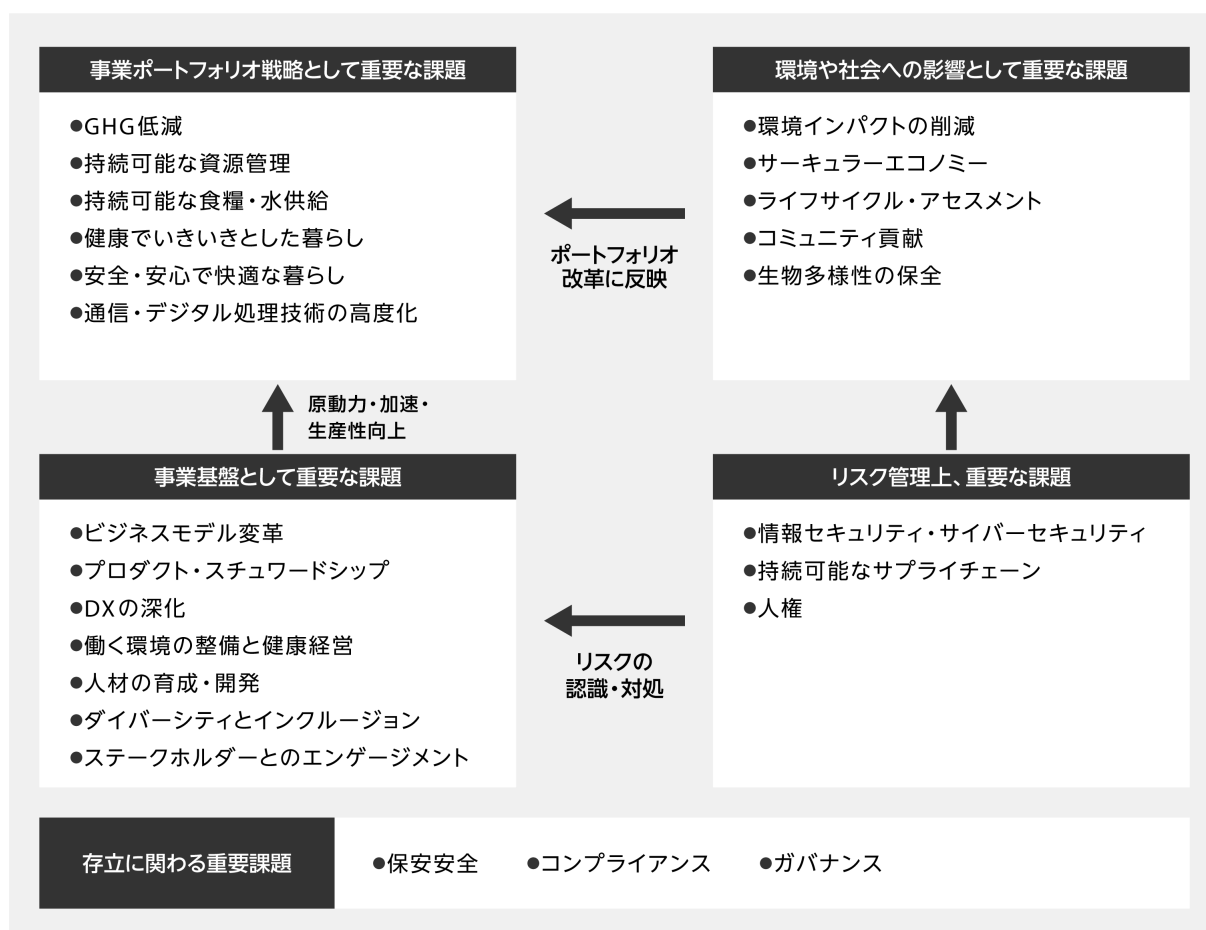 事業ポートフォリオ戦略として重要な課題
●GHG低減
●持続可能な資源管理
●持続可能な食糧・水供給
●健康でいきいきとした暮らし
●安全・安心で快適な暮らし
●通信・デジタル処理技術の高度化
ポートフォリオ
改革に反映
環境や社会への影響として重要な課題
●環境インパクトの削減
●サーキュラーエコノミー
●ライフサイクル・アセスメント
●コミュニティ貢献
●生物多様性の保全
原動力・加速・
生産性向上
事業基盤として重要な課題
●ビジネスモデル変革
●プロダクト・スチュワードシップ
●DXの深化
●働く環境の整備と健康経営
●人材の育成・開発
●ダイバーシティとインクルージョン
●ステークホルダーとのエンゲージメント
リスクの
認識・対処
リスク管理上、重要な課題
●情報セキュリティ・サイバーセキュリティ
●持続可能なサプライチェーン
●人権
存立に関わる重要課題
●保安安全
●コンプライアンス
●ガバナンス